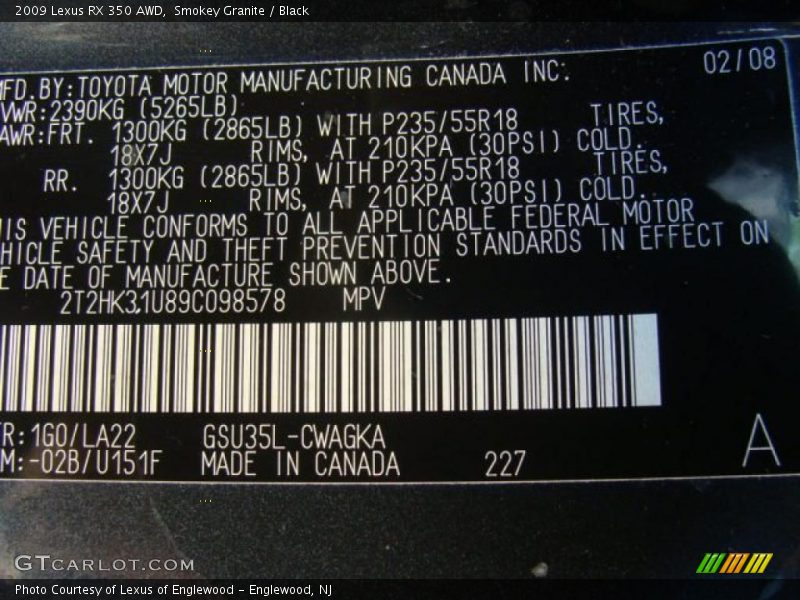 2009 Lexus RX 350 AWD, Smokey Granite / Black
02/08
MFD.BY:TOYOTA MOTOR MANUFACTURING CANADA INC.
VWR:2390KG (5265LB)
AWR:FRT. 1300KG (2865LB) WITH P235/55R18 TIRES,
18X7J RIMS, AT 210KPA (30PSI) COLD.
RR. 1300KG (2865LB) WITH P235/55R18 TIRES,
18X7J RIMS, AT 210KPA (30PSI) COLD.
IS VEHICLE CONFORMS TO ALL APPLICABLE FEDERAL MOTOR
HICLE SAFETY AND THEFT PREVENTION STANDARDS IN EFFECT ON
E DATE OF MANUFACTURE SHOWN ABOVE.
2T2HK31U89C098578 MPV
TR:1G0/LA22 GSU35L-CWAGKA
M:-02B/U151F MADE IN CANADA 227
A
GTCARLOT.COM
Photo Courtesy of Lexus of Englewood - Englewood, NJ